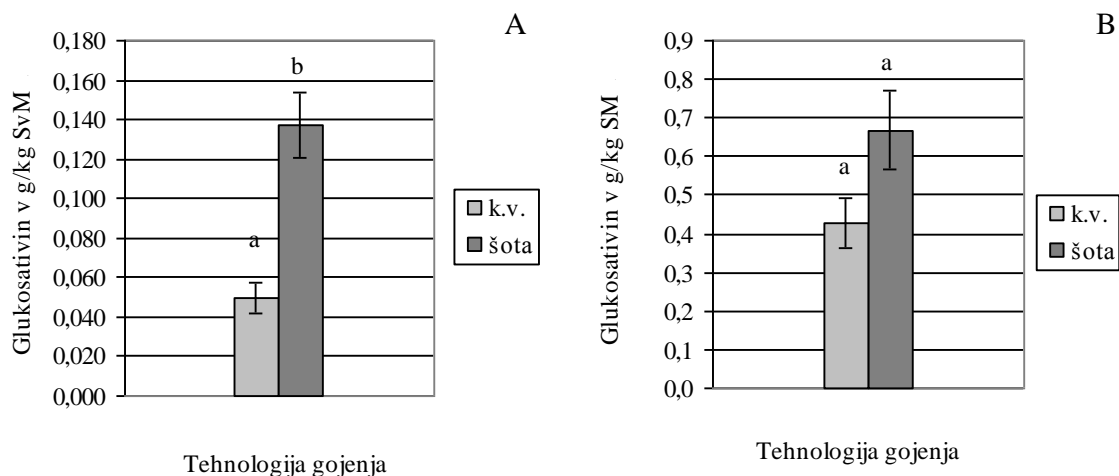 A
Glukosativin v g/kg SvM
0,180
0,160
0,140
0,120
0,100
0,080
0,060
0,040
0,020
0,000
b
a
k.v.
šota
Tehnologija gojenja
B
Glukosativin v g/kg SM
0,9
0,8
0,7
0,6
0,5
0,4
0,3
0,2
0,1
0,0
a
a
k.v.
šota
Tehnologija gojenja